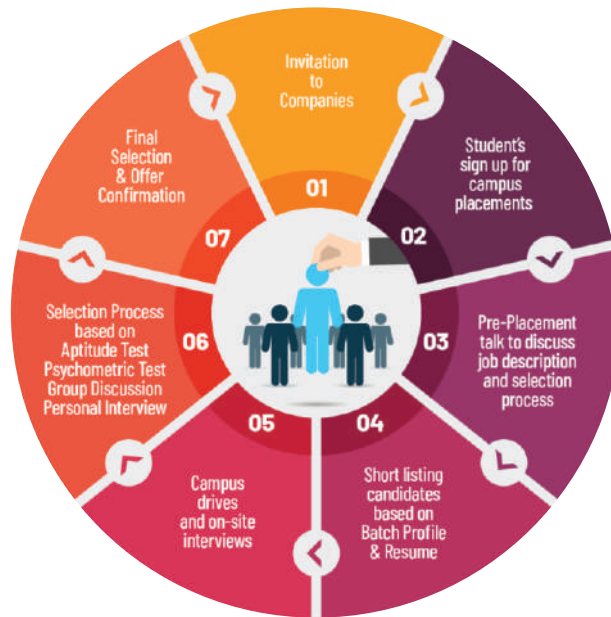 Invitation
to
Companies
01
Student's
sign up for
campus
placements
02
Pre-Placement
talk to discuss
job description
and selection
process
03
Short listing
candidates
based on
Batch Profile
& Resume
04
Campus
drives
and on-site
interviews
05
Selection Process
based on
Aptitude Test
Psychometric Test
Group Discussion
Personal Interview
06
Final
Selection
& Offer
Confirmation
07